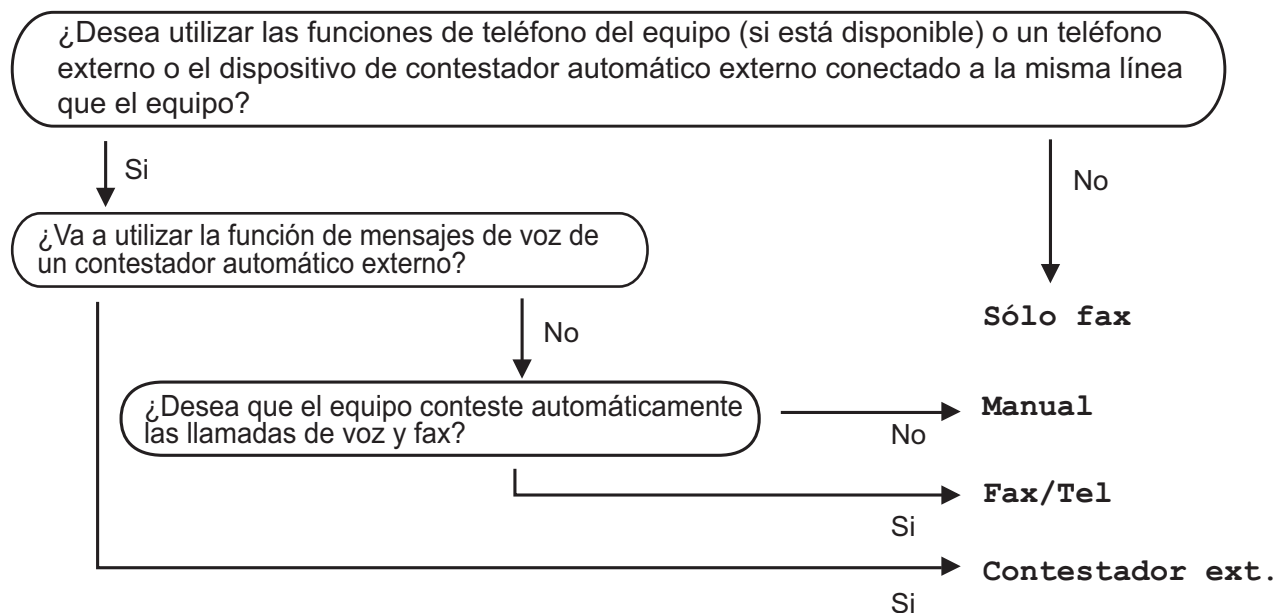 ¿Desea utilizar las funciones de teléfono del equipo (si está disponible) o un teléfono
externo o el dispositivo de contestador automático externo conectado a la misma línea
que el equipo?
Si
No
¿Va a utilizar la función de mensajes de voz de
un contestador automático externo?
Sólo fax
No
¿Desea que el equipo conteste automáticamente
las llamadas de voz y fax?
Manual
No
Fax/Tel
Si
Contestador ext.
Si